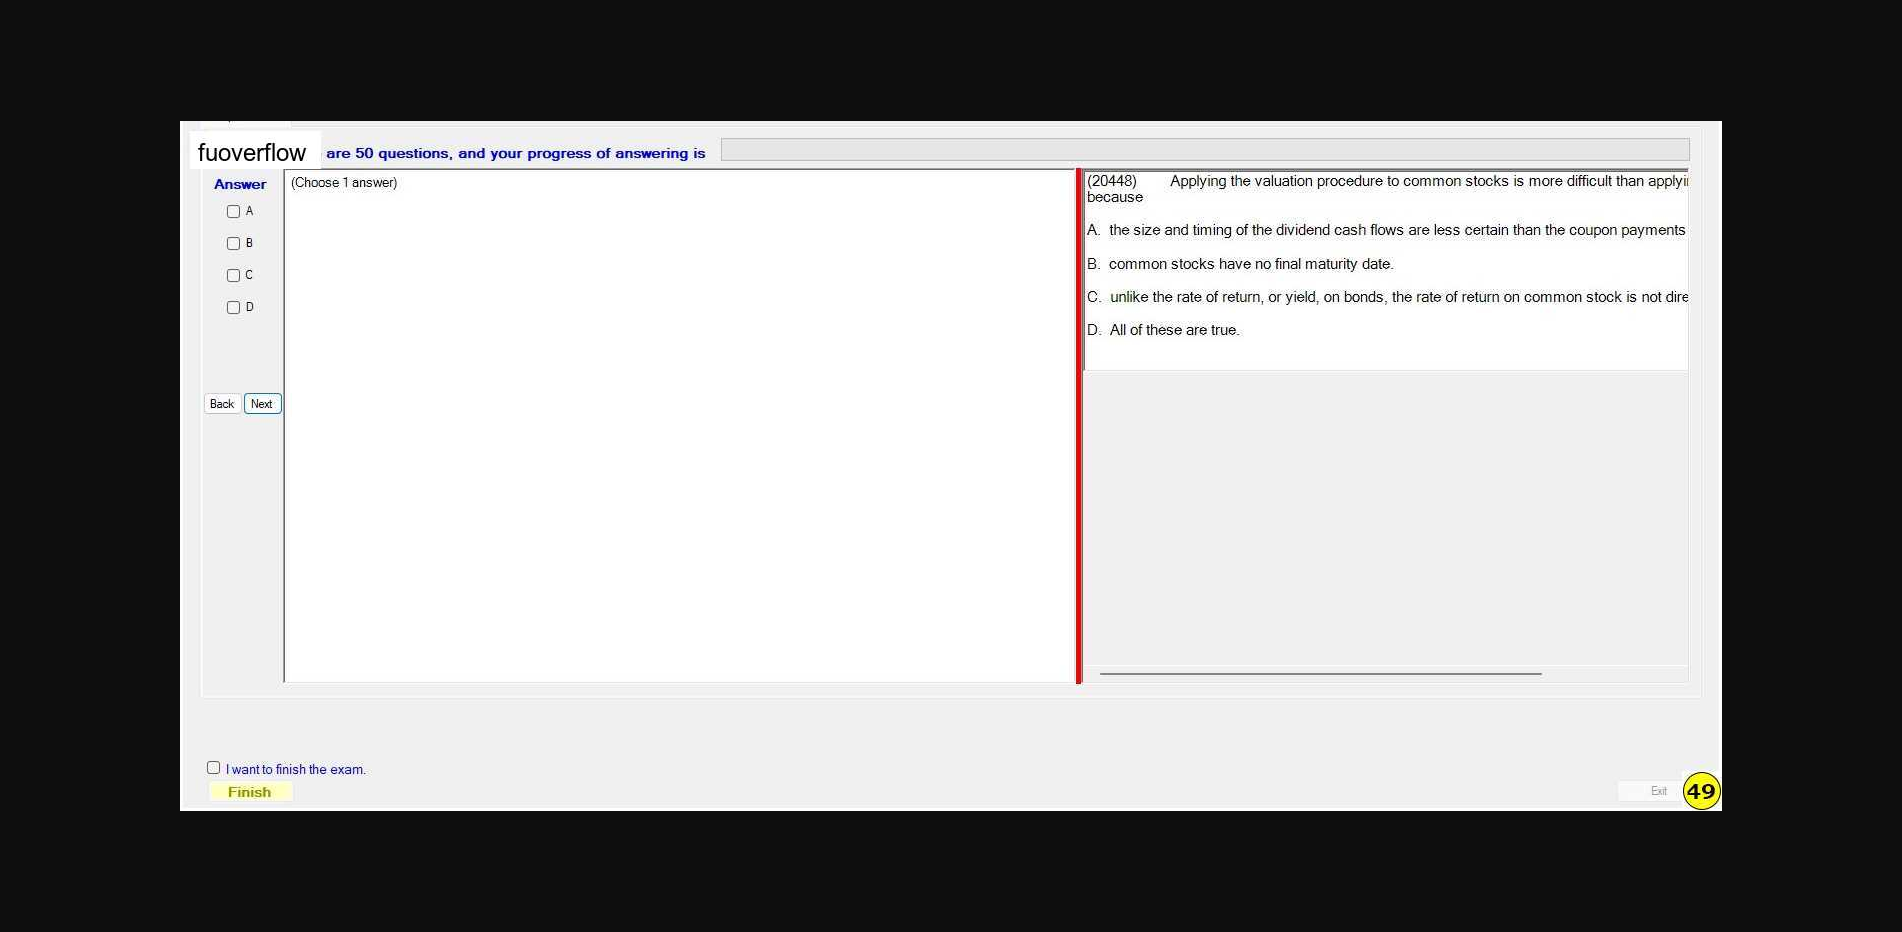 fuoverflow are 50 questions, and your progress of answering is
Answer
A
B
C
D
Back Next
(Choose 1 answer)
(20448) Applying the valuation procedure to common stocks is more difficult than applyi
because
A. the size and timing of the dividend cash flows are less certain than the coupon payments
B. common stocks have no final maturity date.
C. unlike the rate of return, or yield, on bonds, the rate of return on common stock is not dire
D. All of these are true.
I want to finish the exam.
Finish
Exit
49